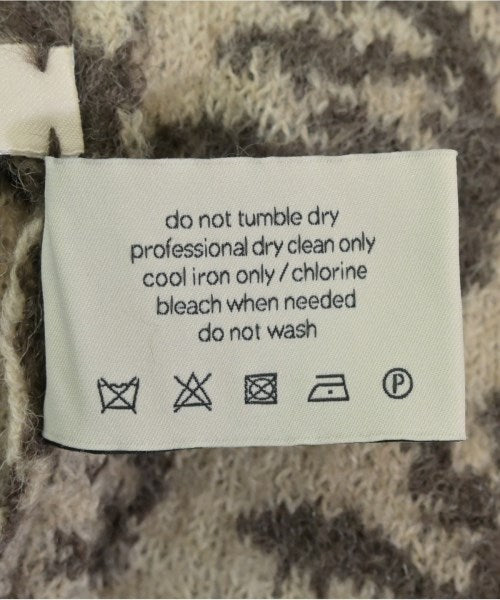 do not tumble dry
professional dry clean only
cool iron only / chlorine
bleach when needed
do not wash
P